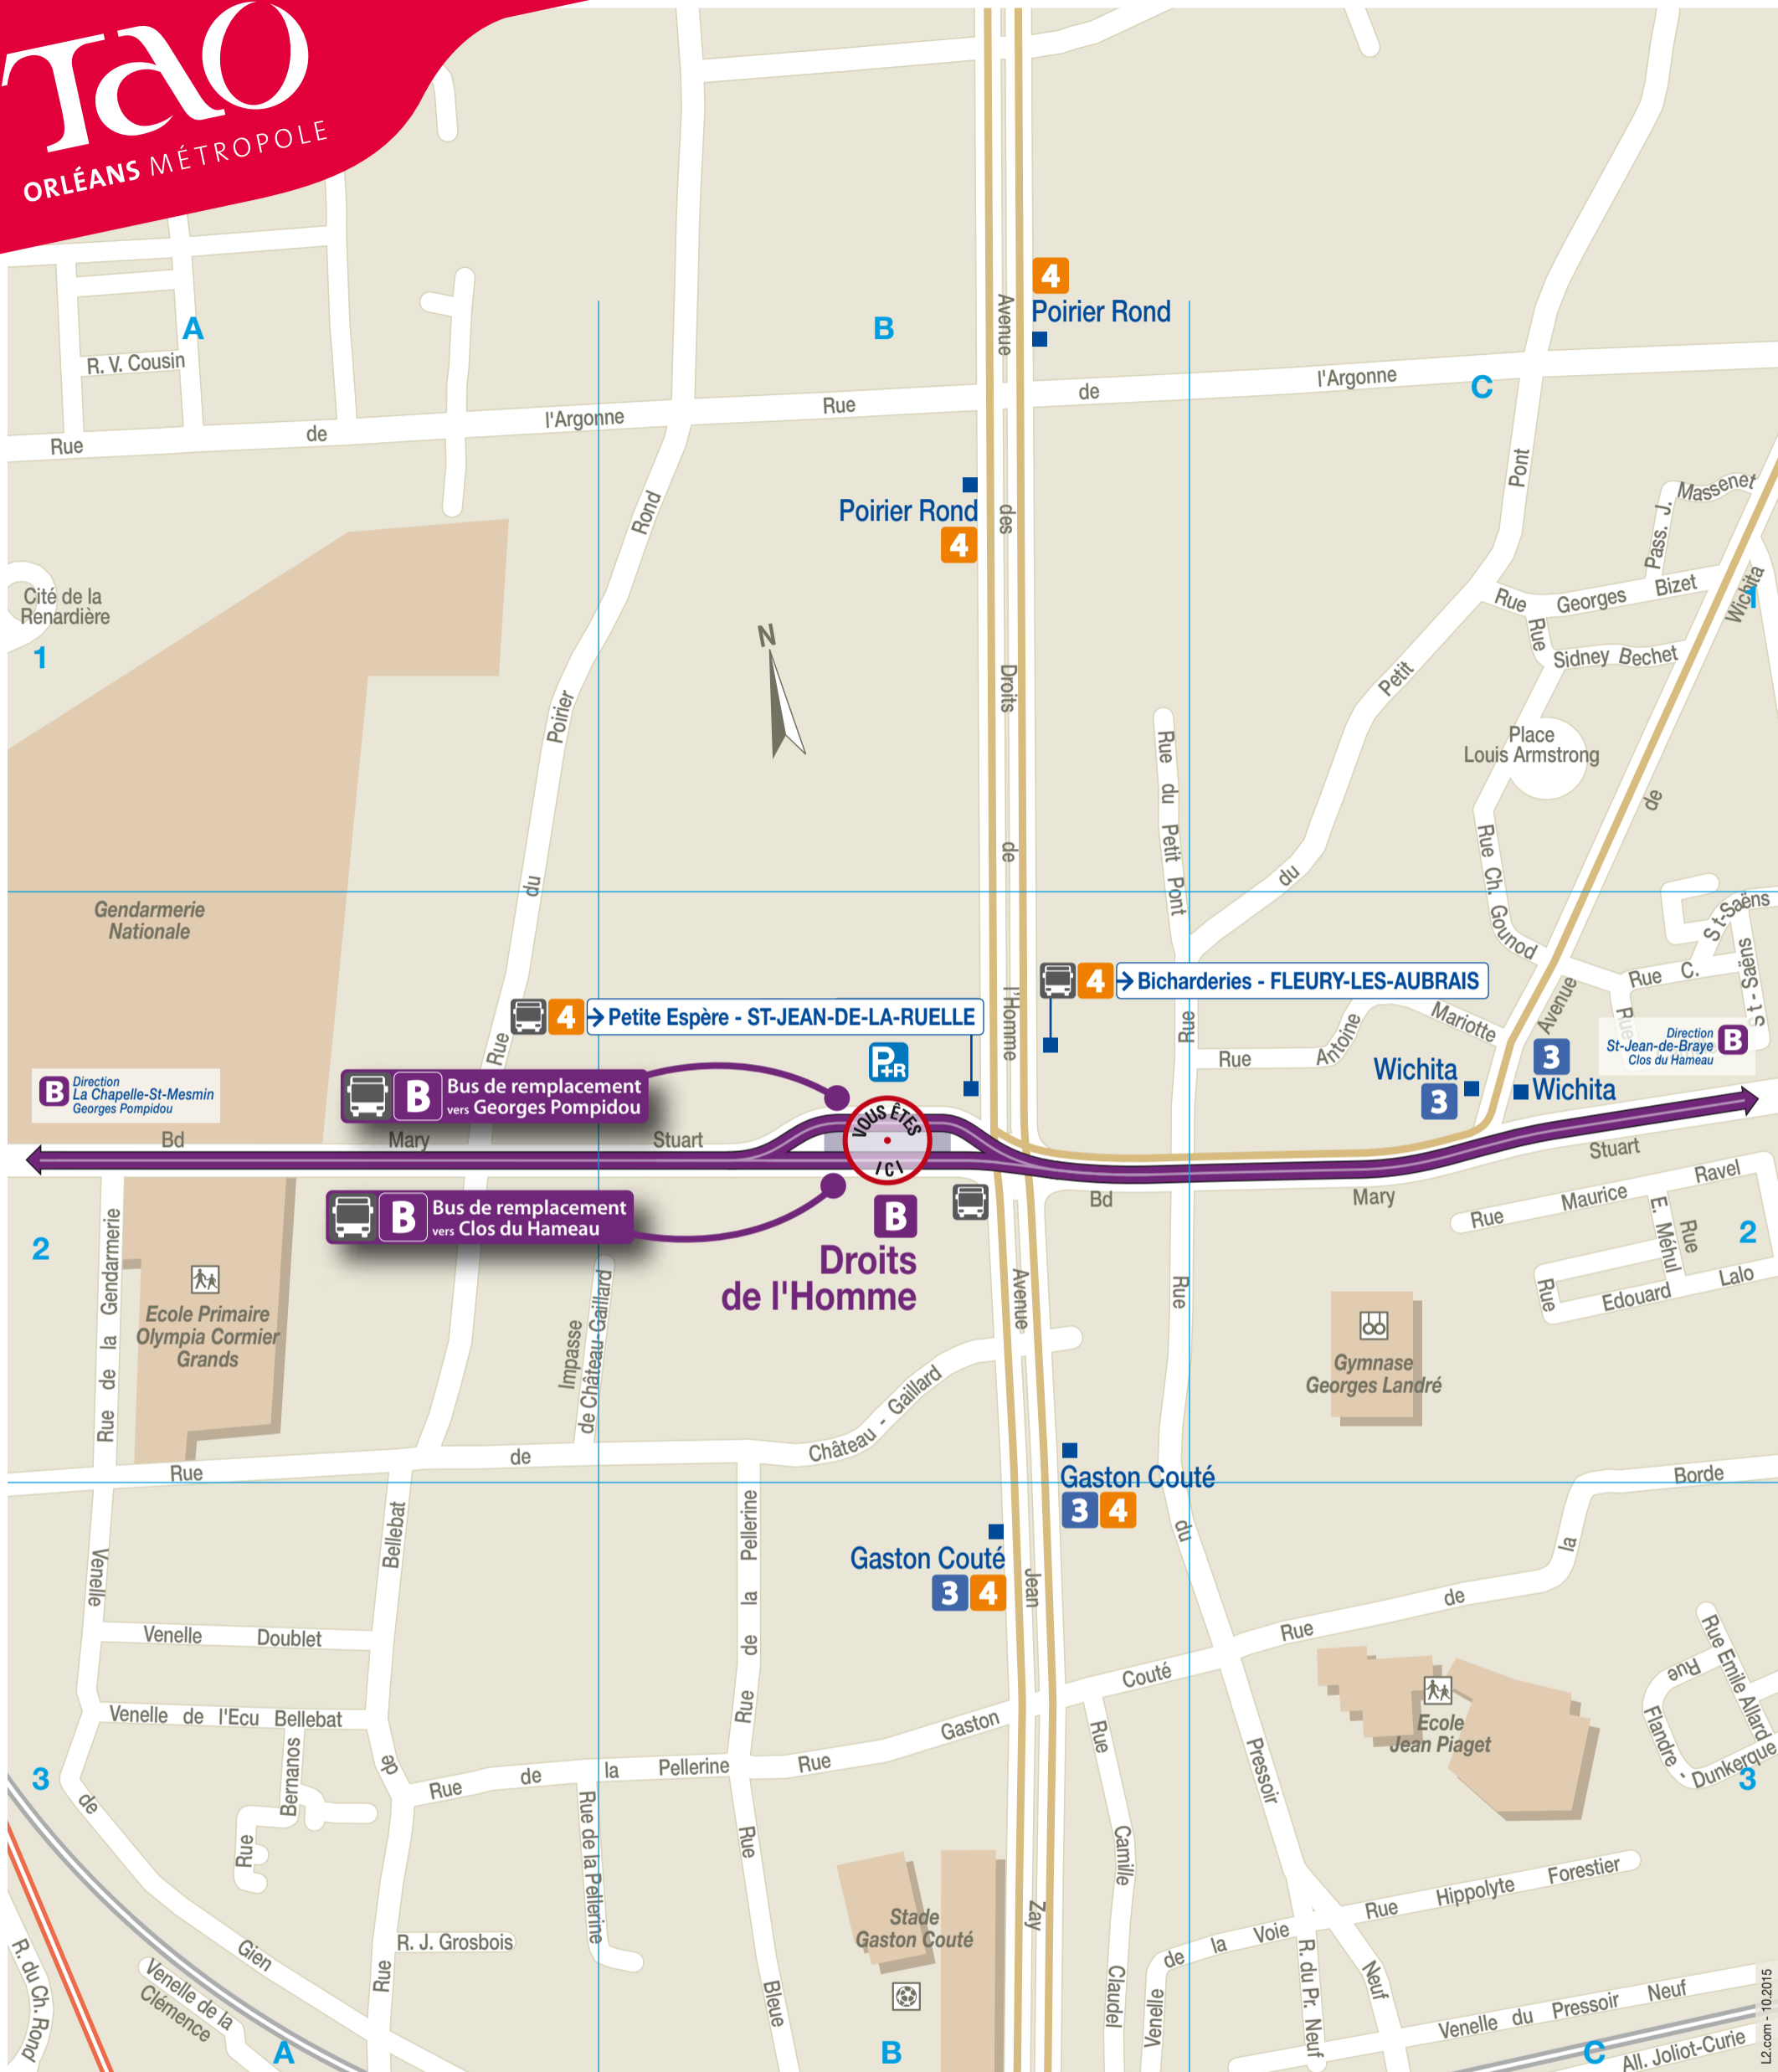 TAO
ORLÉANS MÉTROPOLE
A
B
C
4
Poirier Rond
R. V. Cousin
Rue de l'Argonne
Rue de l'Argonne
Poirier Rond
4
Avenue des Droits de l'Homme
Rue du Poirier Rond
Cité de la
Renardière
1
N
Pont
Petit
du
Rue
Pass. J. Massenet
Rue Georges Bizet
Rue Sidney Bechet
1
Avenue de Wichita
Place
Louis Armstrong
Rue du Petit Pont
Rue Ch. Gounod
Rue C. St-Saëns
St-Saëns
Rue
Gendarmerie
Nationale
4
Bicharderies - FLEURY-LES-AUBRAIS
4
Petite Espère - ST-JEAN-DE-LA-RUELLE
Rue Antoine Mariotte
P+R
Wichita
3
3
Wichita
Direction
St-Jean-de-Braye
Clos du Hameau
B
B
Direction
La Chapelle-St-Mesmin
Georges Pompidou
B
Bus de remplacement
vers Georges Pompidou
VOUS ÊTES
ICI
Bd Mary Stuart
Bd Mary Stuart
B
Bus de remplacement
vers Clos du Hameau
B
Droits
de l'Homme
2
2
Rue Maurice Ravel
Rue E. Méhul
Rue Edouard Lalo
Rue de la Gendarmerie
Ecole Primaire
Olympia Cormier
Grands
Impasse
de Château-Gaillard
Rue de Château - Gaillard
Gymnase
Georges Landré
Gaston Couté
3 4
Gaston Couté
3 4
Avenue Jean Zay
Rue du Pressoir Neuf
Rue de la Borde
Venelle de Gien
Rue de Bellebat
Rue de la Pellerine
Venelle Doublet
Venelle de l'Ecu Bellebat
Rue Bernanos
Rue de la Pellerine
Rue Gaston Couté
Rue de la Pellerine
Rue Bleue
Rue Camille Claudel
Ecole
Jean Piaget
Rue Emile Allard
Rue Flandre - Dunkerque
3
3
Stade
Gaston Couté
Rue Hippolyte Forestier
Venelle de la Voie
R. du Pr. Neuf
Venelle du Pressoir Neuf
All. Joliot-Curie
R. J. Grosbois
Venelle de la
Clémence
R. du Ch. Rond
A
B
C
L2.com - 10.2015